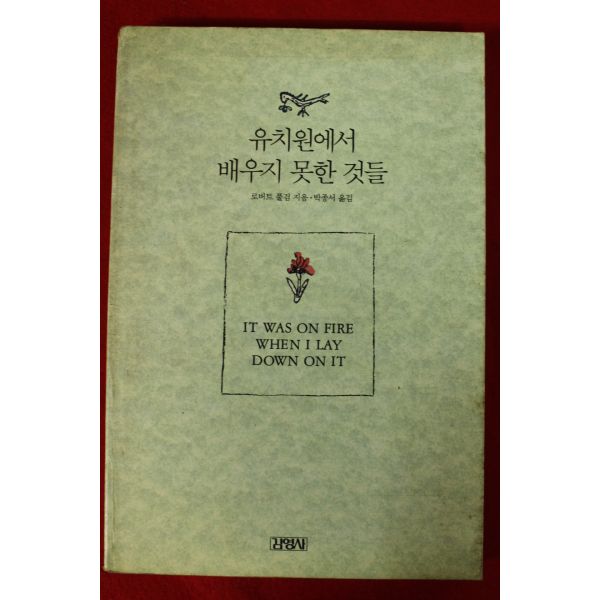 유치원에서
배우지 못한 것들
로버트 풀검 지음·박종서 옮김
IT WAS ON FIRE
WHEN I LAY
DOWN ON IT
김영사